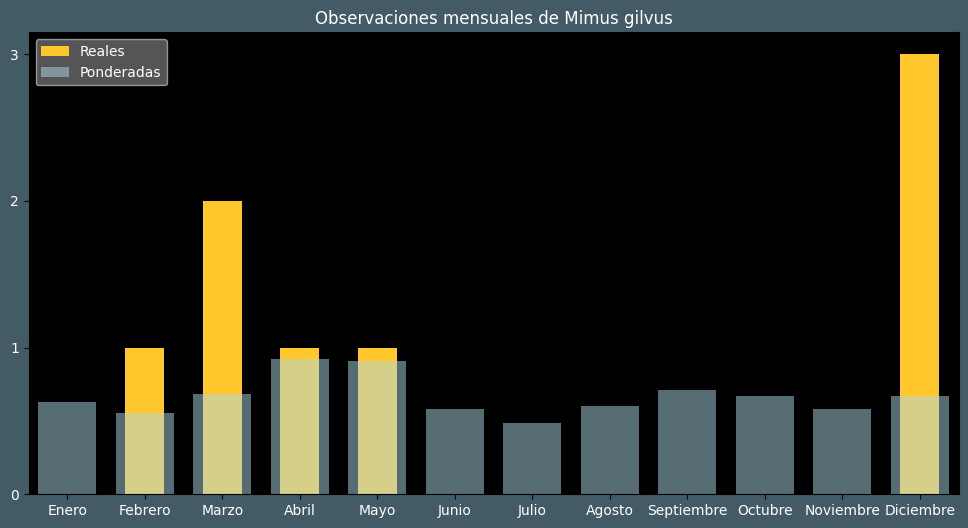 Observaciones mensuales de Mimus gilvus
Reales
Ponderadas
3
2
1
0
Enero Febrero Marzo Abril Mayo Junio Julio Agosto Septiembre Octubre Noviembre Diciembre